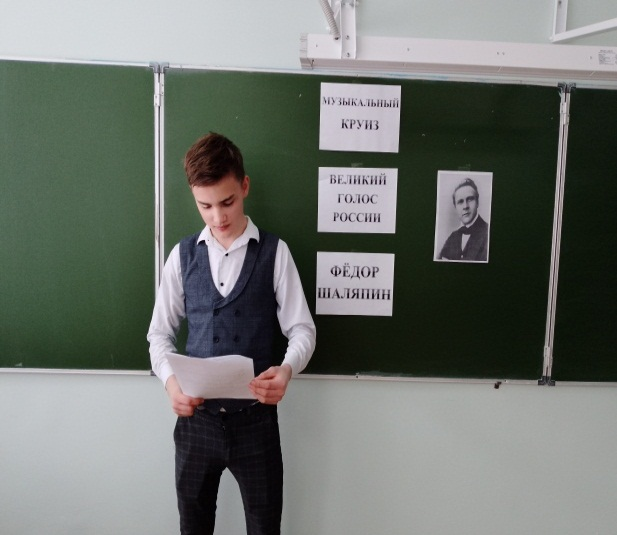 МУЗЫКАЛЬНЫЙ
КРУИЗ
ВЕЛИКИЙ
ГОЛОС
РОССИИ
ФЁДОР
ШАЛЯПИН